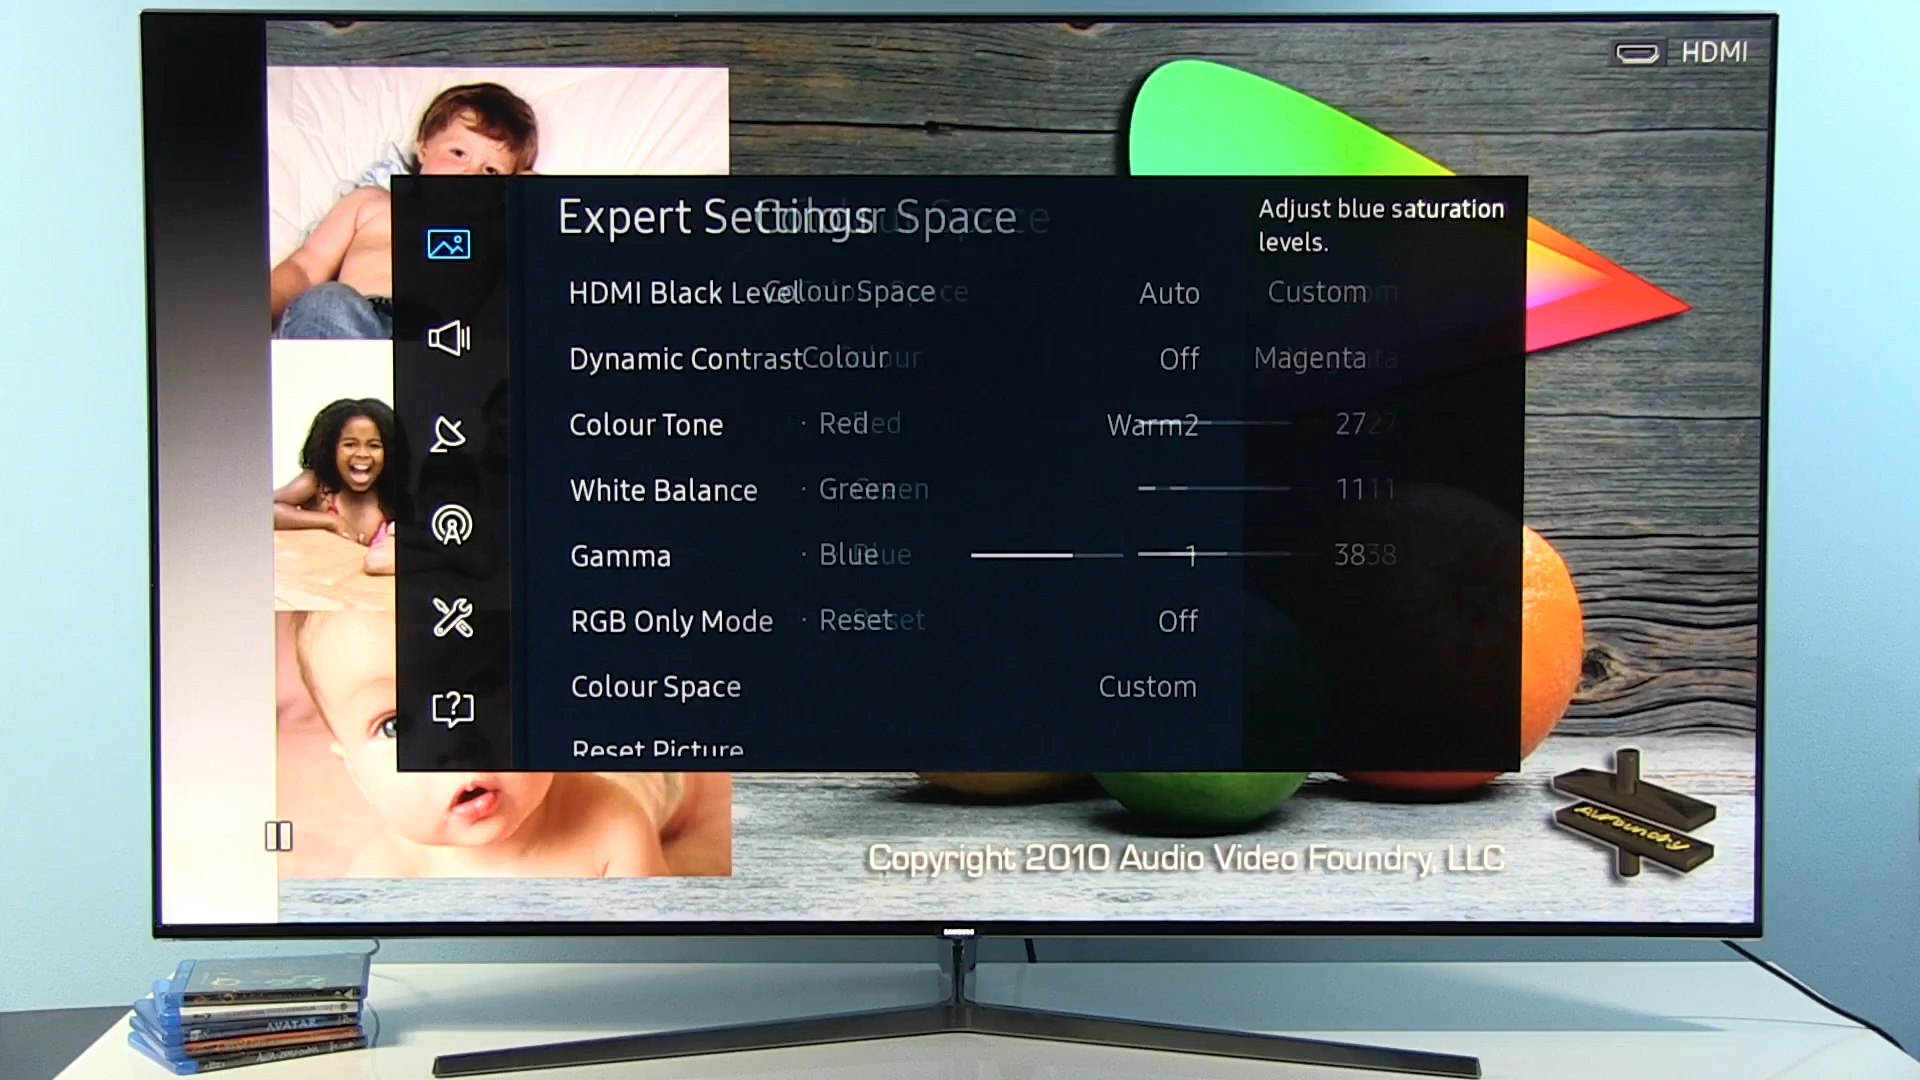 HDMI
Expert Settings
Colour Space
Adjust blue saturation
levels.
HDMI Black Level
Auto
Colour Space
Custom
Dynamic Contrast
Off
Colour
Magenta
Colour Tone
Warm2
· Red
27
White Balance
· Green
11
Gamma
1
· Blue
38
RGB Only Mode
Off
· Reset
Colour Space
Custom
Reset Picture
AVFoundry
Copyright 2010 Audio Video Foundry, LLC
SAMSUNG
AVATAR